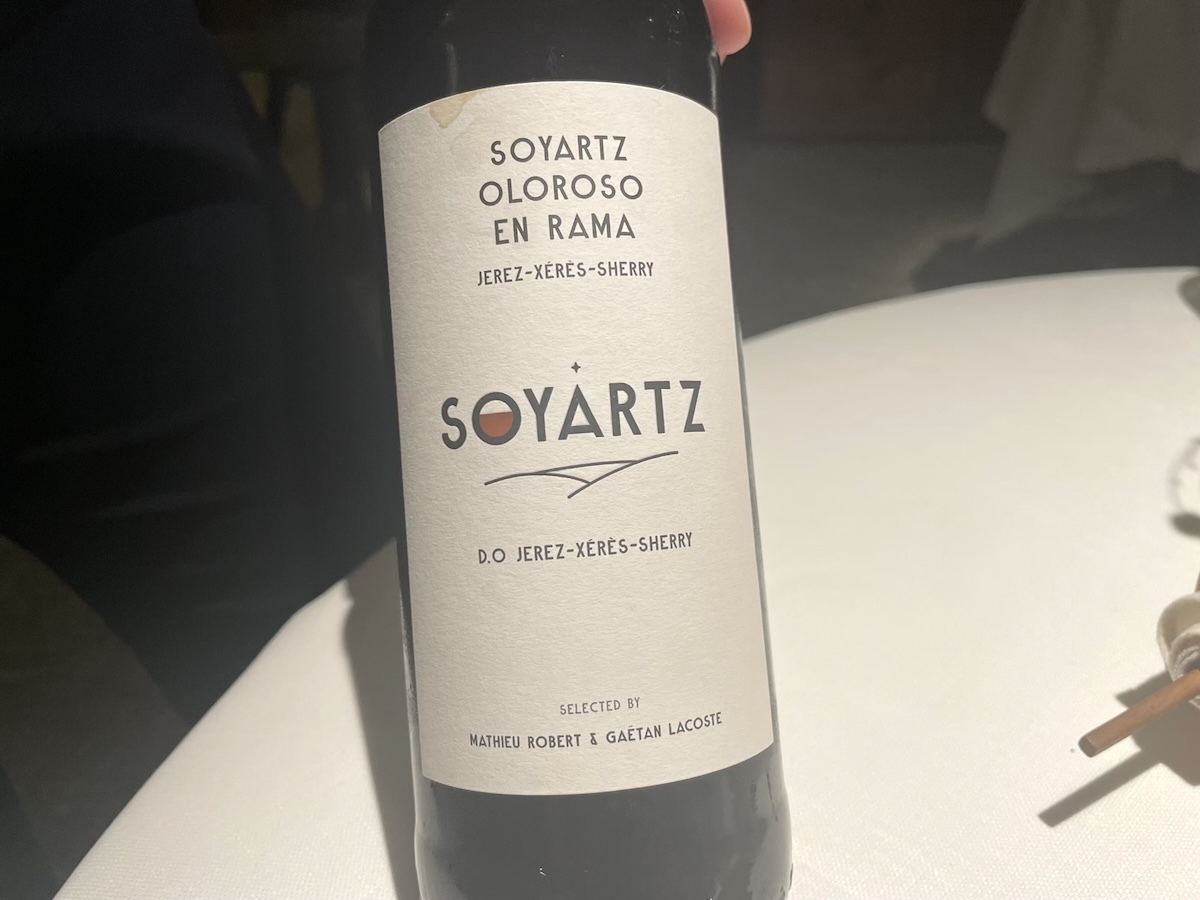 SOYARTZ
OLOROSO
EN RAMA
JEREZ-XÉRÈS-SHERRY
SOYARTZ
D.O JEREZ-XÉRÈS-SHERRY
SELECTED BY
MATHIEU ROBERT & GAËTAN LACOSTE